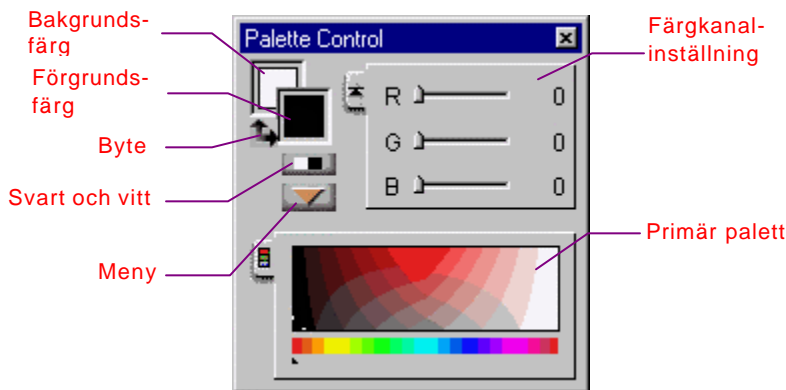 Bakgrunds-
färg
Förgrunds-
färg
Byte
Svart och vitt
Meny
Palette Control
R 0
G 0
B 0
Färgkanal-
inställning
Primär palett